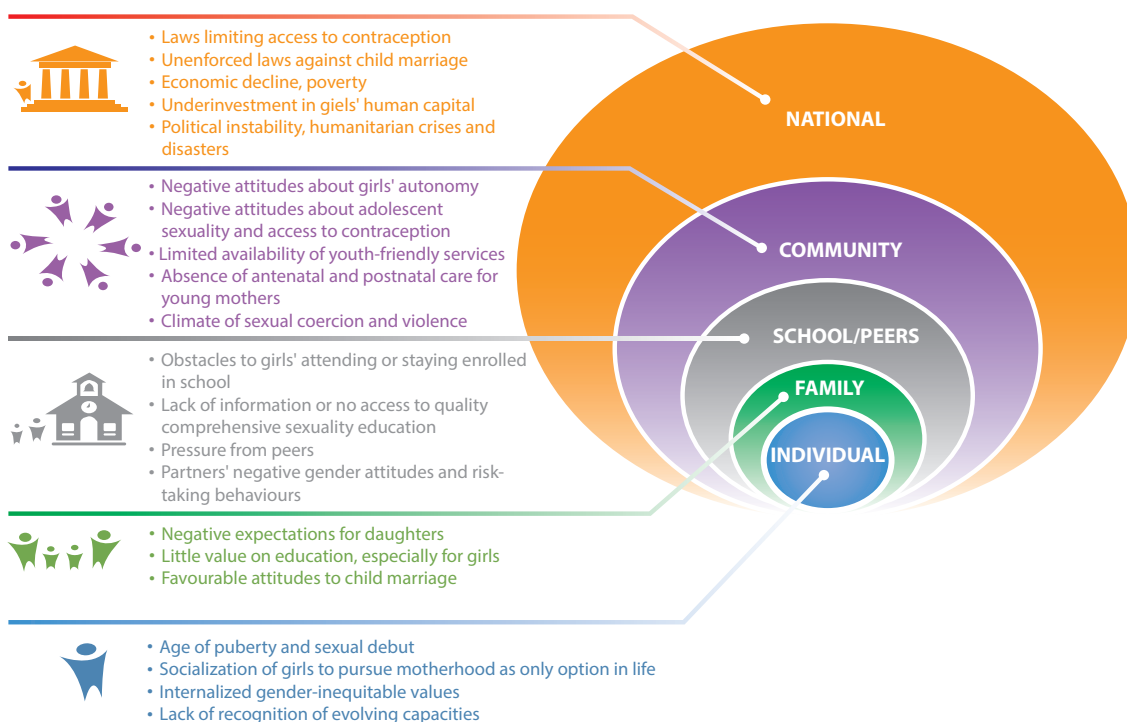 • Laws limiting access to contraception
• Unenforced laws against child marriage
• Economic decline, poverty
• Underinvestment in giels' human capital
• Political instability, humanitarian crises and
disasters
NATIONAL
• Negative attitudes about girls' autonomy
• Negative attitudes about adolescent
sexuality and access to contraception
• Limited availability of youth-friendly services
• Absence of antenatal and postnatal care for
young mothers
• Climate of sexual coercion and violence
COMMUNITY
• Obstacles to girls' attending or staying enrolled
in school
• Lack of information or no access to quality
comprehensive sexuality education
• Pressure from peers
• Partners' negative gender attitudes and risk-
taking behaviours
SCHOOL/PEERS
• Negative expectations for daughters
• Little value on education, especially for girls
• Favourable attitudes to child marriage
FAMILY
• Age of puberty and sexual debut
• Socialization of girls to pursue motherhood as only option in life
• Internalized gender-inequitable values
• Lack of recognition of evolving capacities
INDIVIDUAL